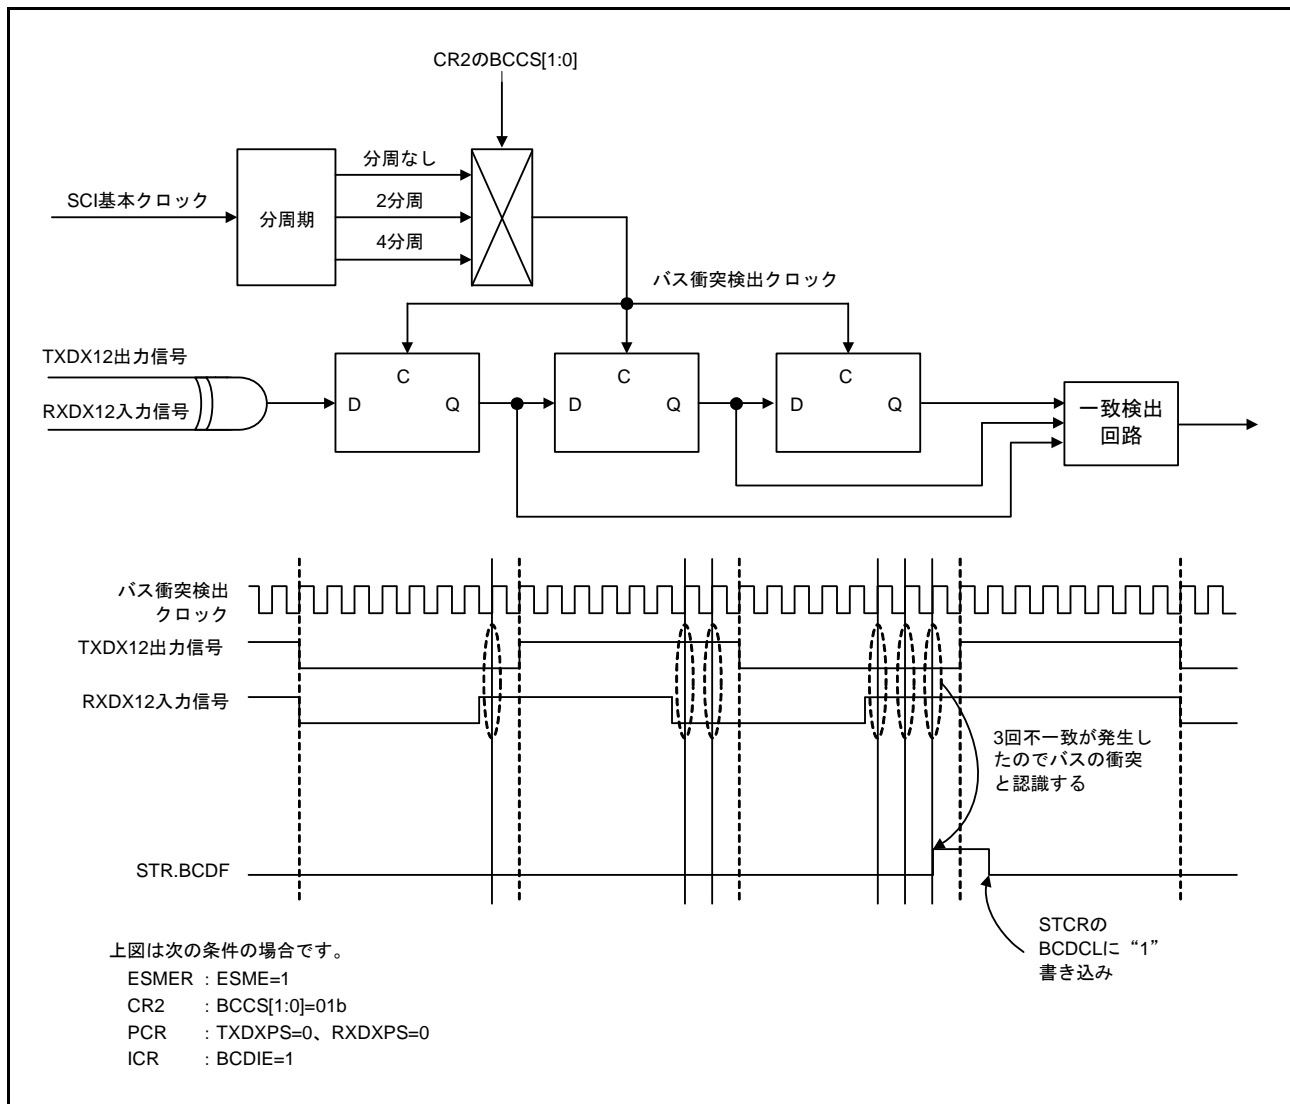 CR2のBCCS[1:0]
SCI基本クロック
分周期
分周なし
2分周
4分周
バス衝突検出クロック
TXDX12出力信号
RXDX12入力信号
C
D
Q
C
D
Q
C
D
Q
一致検出
回路
バス衝突検出
クロック
TXDX12出力信号
RXDX12入力信号
3回不一致が発生し
たのでバスの衝突
と認識する
STR.BCDF
STCRの
BCDCLに“1”
書き込み
上図は次の条件の場合です。
ESMER : ESME=1
CR2 : BCCS[1:0]=01b
PCR : TXDXPS=0、RXDXPS=0
ICR : BCDIE=1